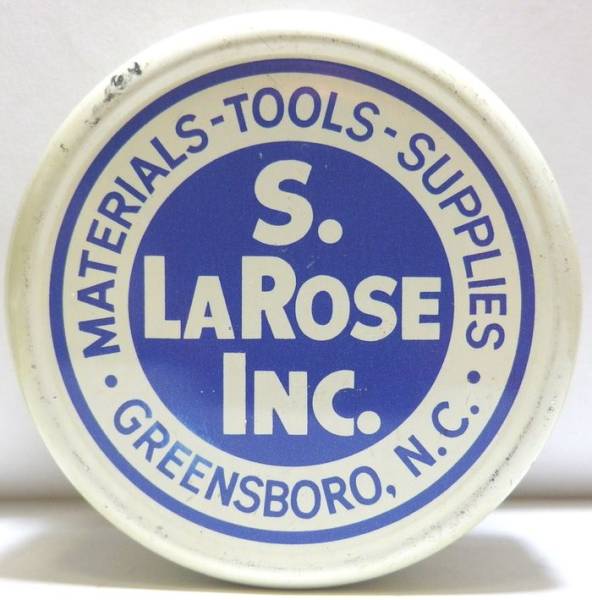 MATERIALS-TOOLS-SUPPLIES
S.
LAROSE
INC.
• GREENSBORO, N.C. •